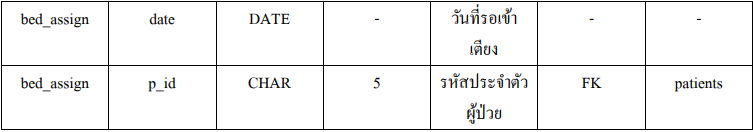 bed_assign date DATE - วันที่รอเข้า - -
เตียง
bed_assign p_id CHAR 5 รหัสประจำตัว FK patients
ผู้ป่วย